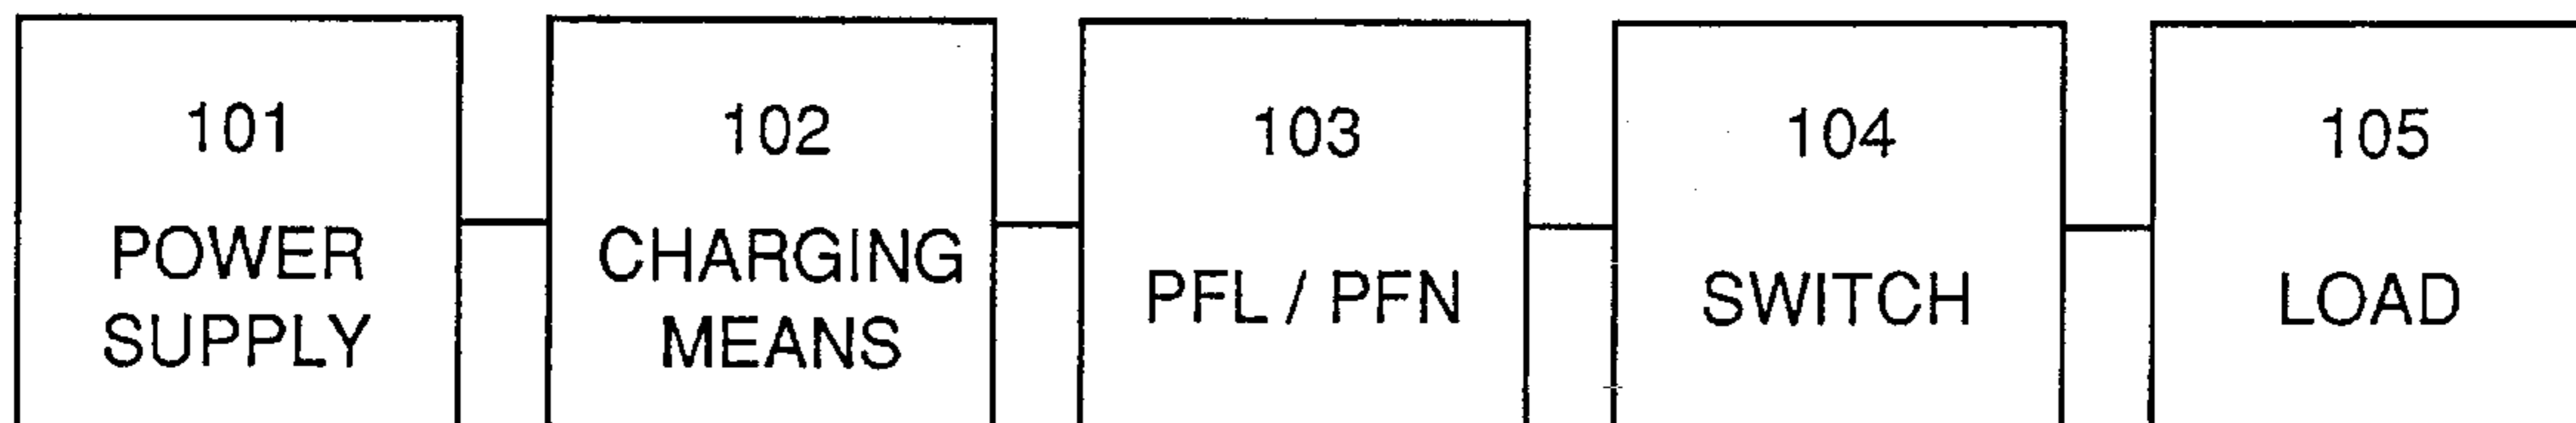 101
POWER
SUPPLY
102
CHARGING
MEANS
103
PFL / PFN
104
SWITCH
105
LOAD